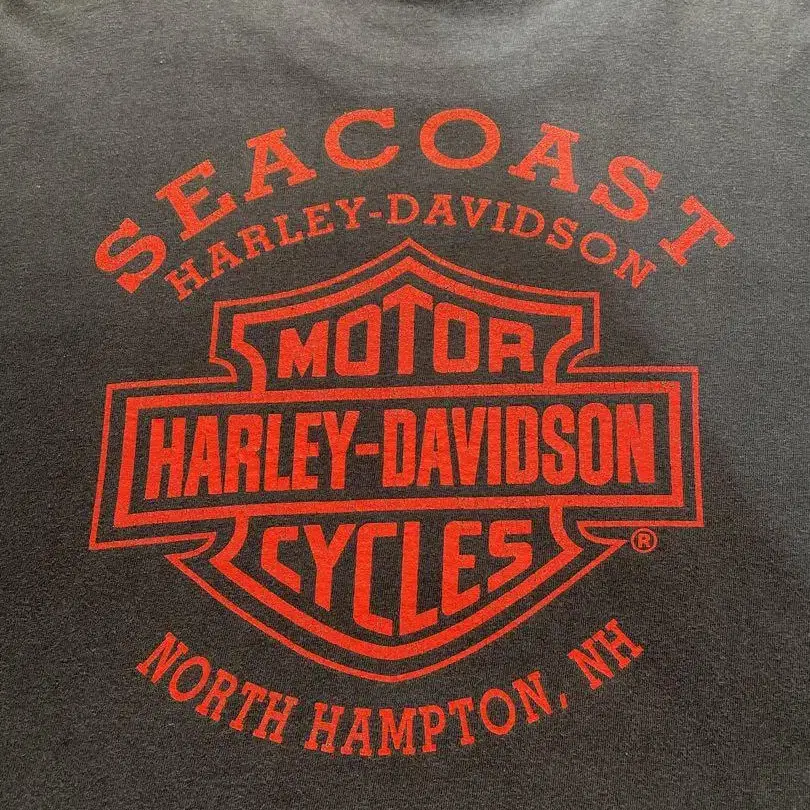 SEACOAST
HARLEY-DAVIDSON
MOTOR
HARLEY-DAVIDSON
CYCLES
®
NORTH HAMPTON, NH